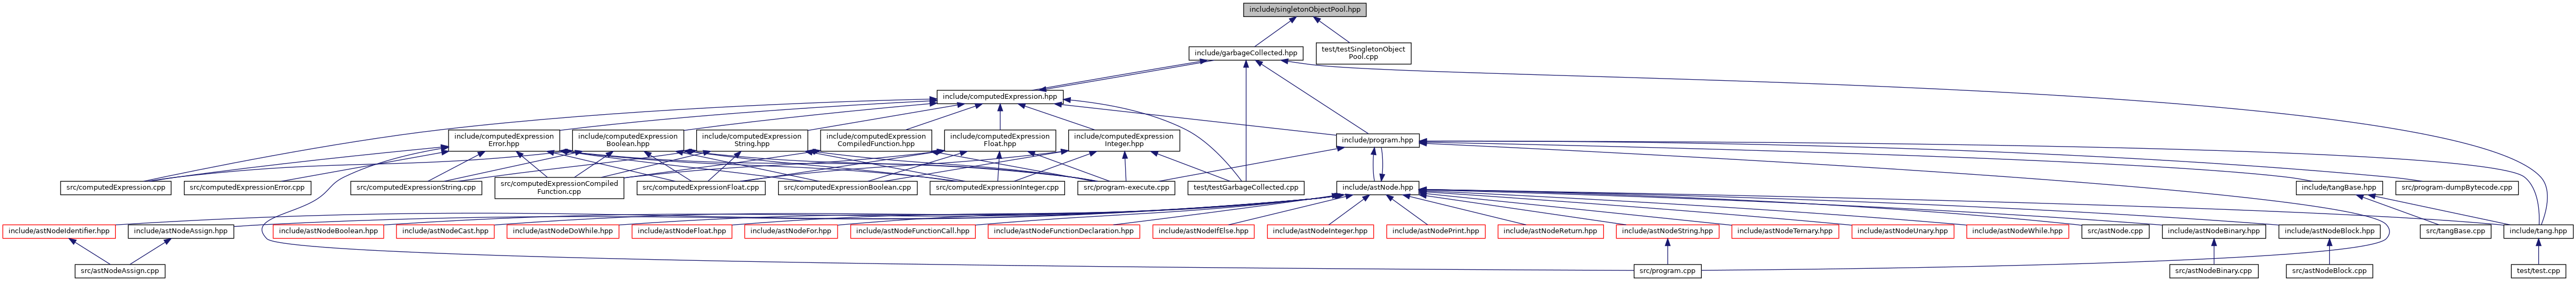 include/singletonObjectPool.hpp
include/garbageCollected.hpp
test/testSingletonObject
Pool.cpp
include/computedExpression.hpp
include/computedExpression
Error.hpp
include/computedExpression
Boolean.hpp
include/computedExpression
String.hpp
include/computedExpression
CompiledFunction.hpp
include/computedExpression
Float.hpp
include/computedExpression
Integer.hpp
include/program.hpp
src/computedExpression.cpp
src/computedExpressionError.cpp
src/computedExpressionString.cpp
src/computedExpressionCompiled
Function.cpp
src/computedExpressionFloat.cpp
src/computedExpressionBoolean.cpp
src/computedExpressionInteger.cpp
src/program-execute.cpp
test/testGarbageCollected.cpp
include/astNode.hpp
include/tangBase.hpp
src/program-dumpBytecode.cpp
include/astNodeIdentifier.hpp
include/astNodeAssign.hpp
include/astNodeBoolean.hpp
include/astNodeCast.hpp
include/astNodeDoWhile.hpp
include/astNodeFloat.hpp
include/astNodeFor.hpp
include/astNodeFunctionCall.hpp
include/astNodeFunctionDeclaration.hpp
include/astNodeIfElse.hpp
include/astNodeInteger.hpp
include/astNodePrint.hpp
include/astNodeReturn.hpp
include/astNodeString.hpp
include/astNodeTernary.hpp
include/astNodeUnary.hpp
include/astNodeWhile.hpp
src/astNode.cpp
include/astNodeBinary.hpp
include/astNodeBlock.hpp
src/tangBase.cpp
include/tang.hpp
src/astNodeAssign.cpp
src/program.cpp
src/astNodeBinary.cpp
src/astNodeBlock.cpp
test/test.cpp